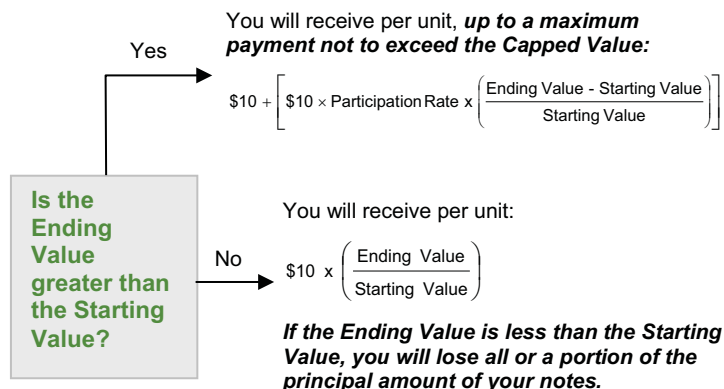 You will receive per unit, up to a maximum
payment not to exceed the Capped Value:
Yes
$10 + [ $10 × Participation Rate x ( Ending Value - Starting Value
Starting Value ) ]
Is the
Ending
Value
greater than
the Starting
Value?
You will receive per unit:
No
$10 x ( Ending Value
Starting Value )
If the Ending Value is less than the Starting
Value, you will lose all or a portion of the
principal amount of your notes.